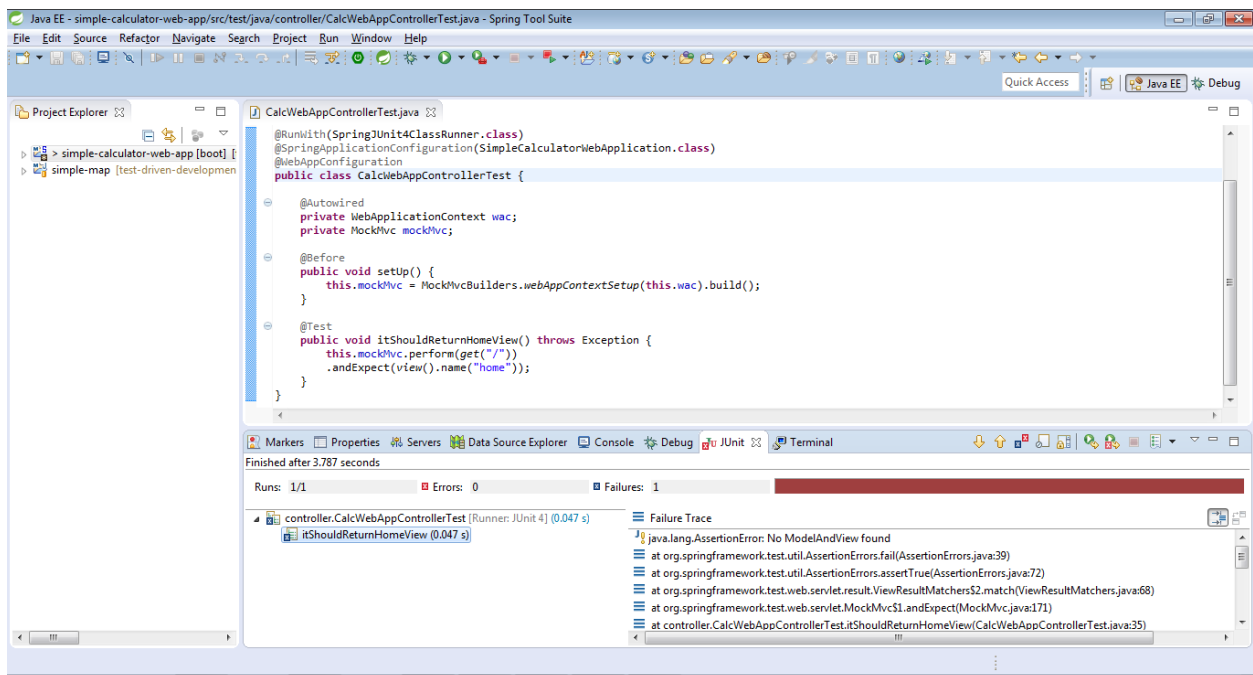 Java EE - simple-calculator-web-app/src/test/java/controller/CalcWebAppControllerTest.java - Spring Tool Suite
File Edit Source Refactor Navigate Search Project Run Window Help
Quick Access
Java EE
Debug
Project Explorer
CalcWebAppControllerTest.java
> simple-calculator-web-app [boot] [
simple-map [test-driven-developmen
@RunWith(SpringJUnit4ClassRunner.class)
@SpringApplicationConfiguration(SimpleCalculatorWebApplication.class)
@WebAppConfiguration
public class CalcWebAppControllerTest {
@Autowired
private WebApplicationContext wac;
private MockMvc mockMvc;
@Before
public void setUp() {
this.mockMvc = MockMvcBuilders.webAppContextSetup(this.wac).build();
}
@Test
public void itShouldReturnHomeView() throws Exception {
this.mockMvc.perform(get("/"))
.andExpect(view().name("home"));
}
}
Markers Properties Servers Data Source Explorer Console Debug JUnit Terminal
Finished after 3.787 seconds
Runs: 1/1 Errors: 0 Failures: 1
controller.CalcWebAppControllerTest [Runner: JUnit 4] (0.047 s)
itShouldReturnHomeView (0.047 s)
Failure Trace
java.lang.AssertionError: No ModelAndView found
at org.springframework.test.util.AssertionErrors.fail(AssertionErrors.java:39)
at org.springframework.test.util.AssertionErrors.assertTrue(AssertionErrors.java:72)
at org.springframework.test.web.servlet.result.ViewResultMatchers$2.match(ViewResultMatchers.java:68)
at org.springframework.test.web.servlet.MockMvc$1.andExpect(MockMvc.java:171)
at controller.CalcWebAppControllerTest.itShouldReturnHomeView(CalcWebAppControllerTest.java:35)